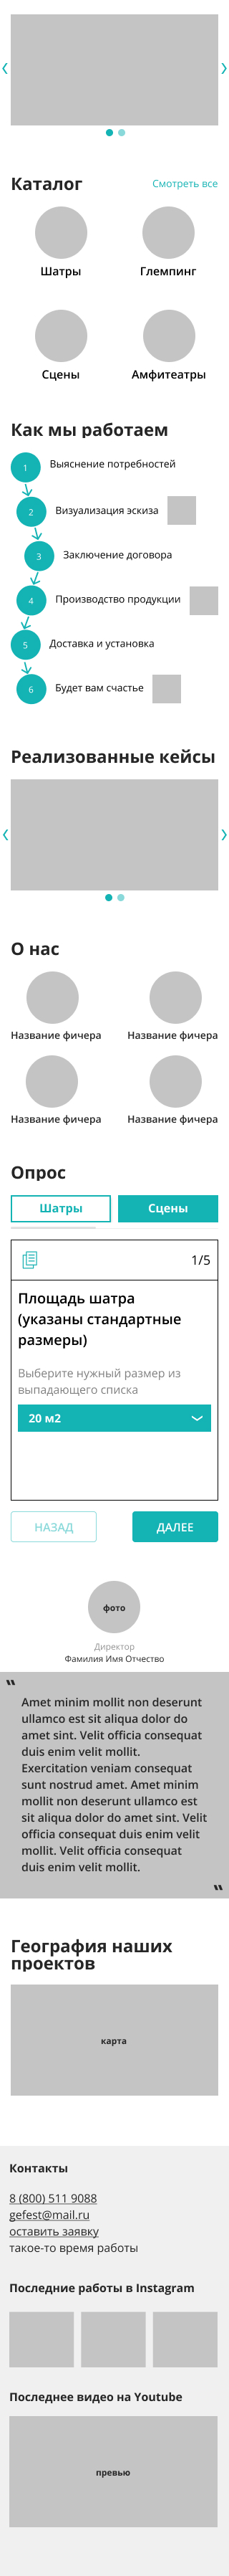 Каталог
Смотреть все
Шатры
Глемпинг
Сцены
Амфитеатры
Как мы работаем
1
Выяснение потребностей
2
Визуализация эскиза
3
Заключение договора
4
Производство продукции
5
Доставка и установка
6
Будет вам счастье
Реализованные кейсы
О нас
Название фичера
Название фичера
Название фичера
Название фичера
Опрос
Шатры
Сцены
1/5
Площадь шатра
(указаны стандартные
размеры)
Выберите нужный размер из
выпадающего списка
20 м2
НАЗАД
ДАЛЕЕ
фото
Директор
Фамилия Имя Отчество
"
Amet minim mollit non deserunt
ullamco est sit aliqua dolor do
amet sint. Velit officia consequat
duis enim velit mollit.
Exercitation veniam consequat
sunt nostrud amet. Amet minim
mollit non deserunt ullamco est
sit aliqua dolor do amet sint. Velit
officia consequat duis enim velit
mollit. Velit officia consequat
duis enim velit mollit.
"
География наших
проектов
карта
Контакты
8 (800) 511 9088
gefest@mail.ru
оставить заявку
такое-то время работы
Последние работы в Instagram
Последнее видео на Youtube
превью